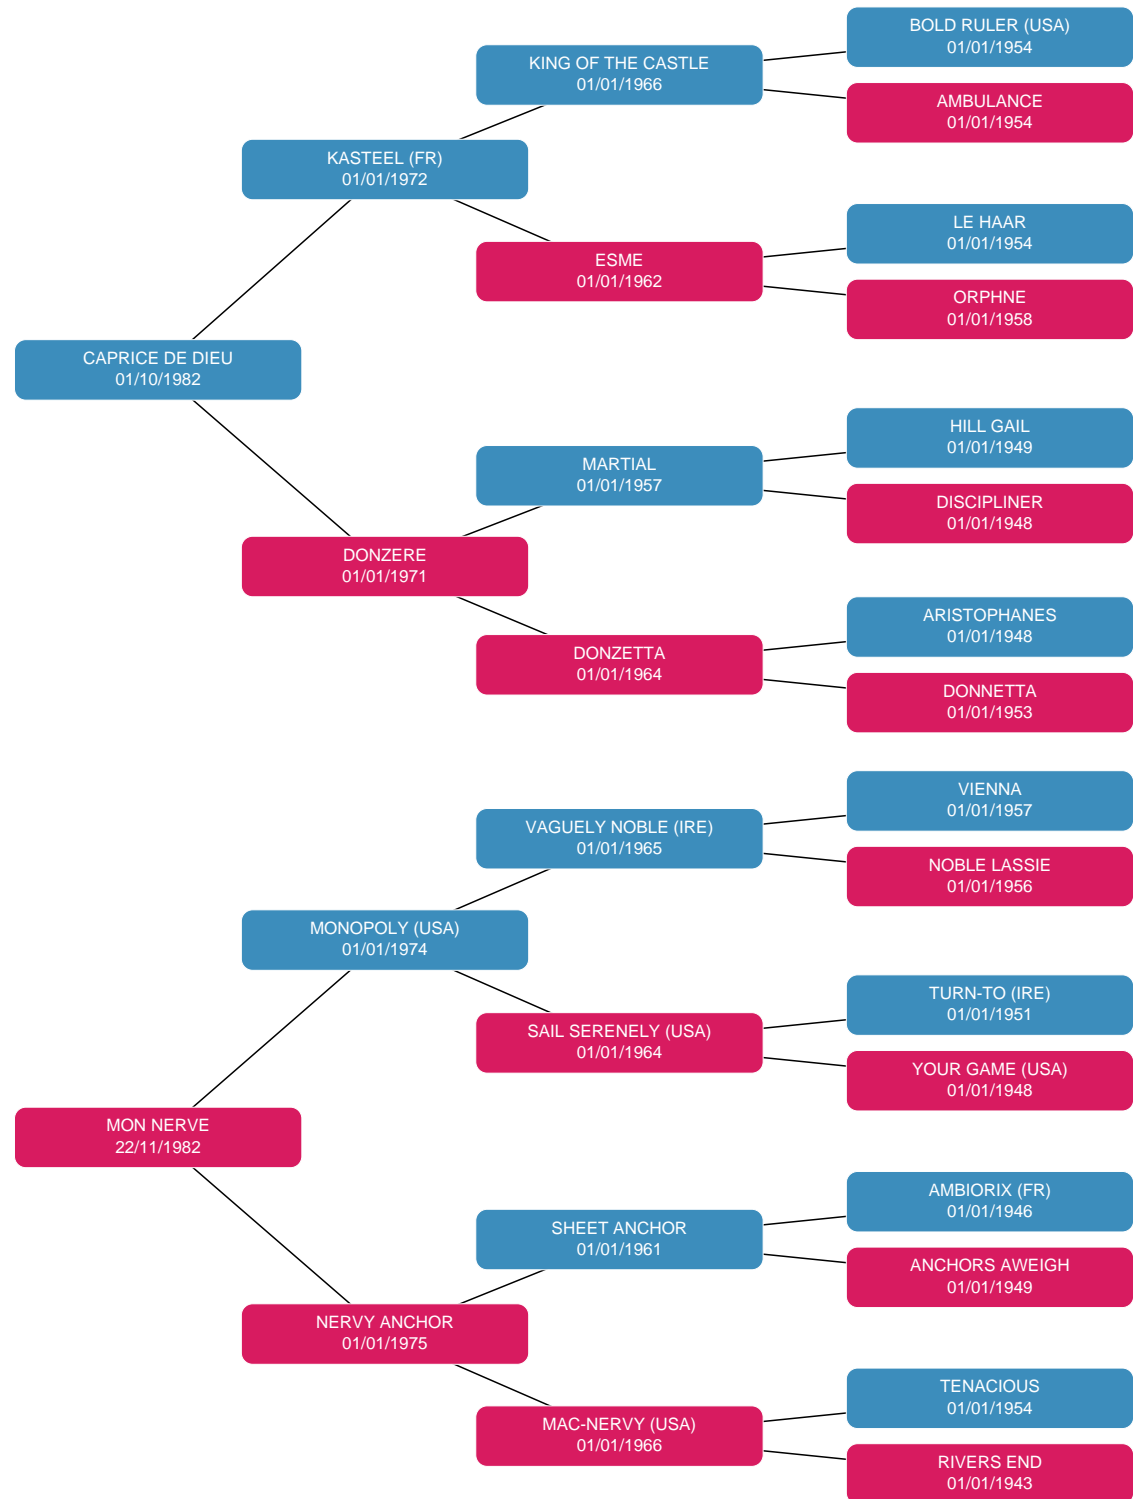 BOLD RULER (USA)
01/01/1954
KING OF THE CASTLE
01/01/1966
AMBULANCE
01/01/1954
KASTEEL (FR)
01/01/1972
LE HAAR
01/01/1954
ESME
01/01/1962
ORPHNE
01/01/1958
CAPRICE DE DIEU
01/10/1982
HILL GAIL
01/01/1949
MARTIAL
01/01/1957
DISCIPLINER
01/01/1948
DONZERE
01/01/1971
ARISTOPHANES
01/01/1948
DONZETTA
01/01/1964
DONNETTA
01/01/1953
VIENNA
01/01/1957
VAGUELY NOBLE (IRE)
01/01/1965
NOBLE LASSIE
01/01/1956
MONOPOLY (USA)
01/01/1974
TURN-TO (IRE)
01/01/1951
SAIL SERENELY (USA)
01/01/1964
YOUR GAME (USA)
01/01/1948
MON NERVE
22/11/1982
AMBIORIX (FR)
01/01/1946
SHEET ANCHOR
01/01/1961
ANCHORS AWEIGH
01/01/1949
NERVY ANCHOR
01/01/1975
TENACIOUS
01/01/1954
MAC-NERVY (USA)
01/01/1966
RIVERS END
01/01/1943